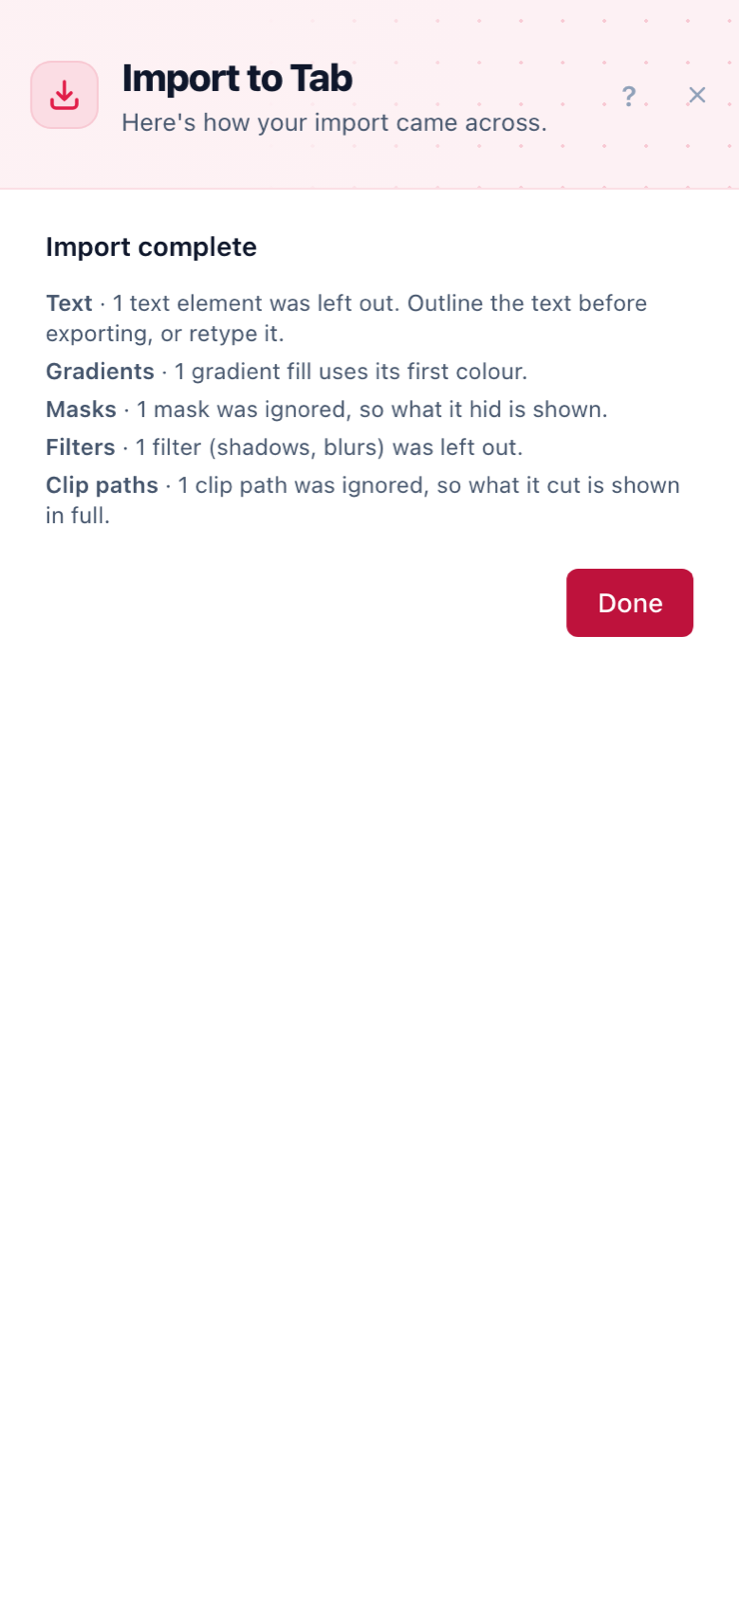 Import to Tab
Here's how your import came across.
?
Import complete
Text · 1 text element was left out. Outline the text before
exporting, or retype it.
Gradients · 1 gradient fill uses its first colour.
Masks · 1 mask was ignored, so what it hid is shown.
Filters · 1 filter (shadows, blurs) was left out.
Clip paths · 1 clip path was ignored, so what it cut is shown
in full.
Done